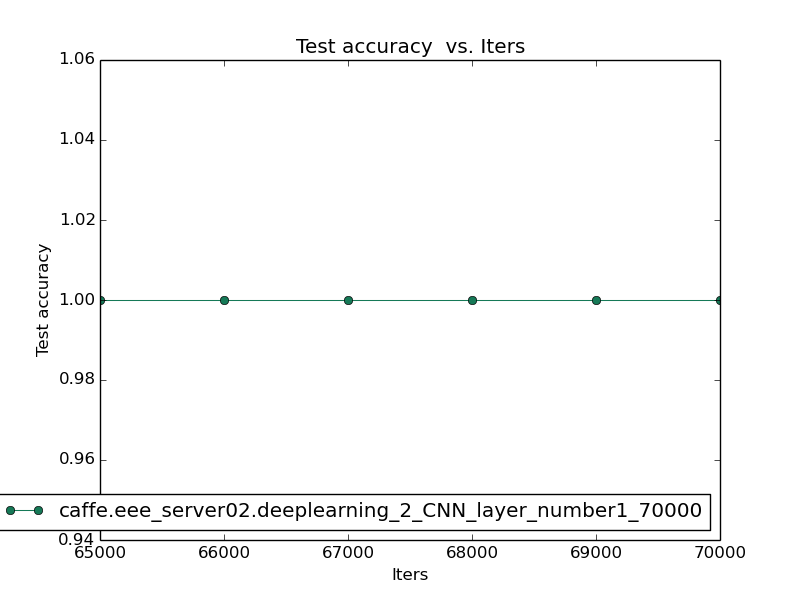 Test accuracy  vs. Iters
1.06
1.04
1.02
1.00
0.98
0.96
0.94
Test accuracy
caffe.eee_server02.deeplearning_2_CNN_layer_number1_70000
65000 66000 67000 68000 69000 70000
Iters